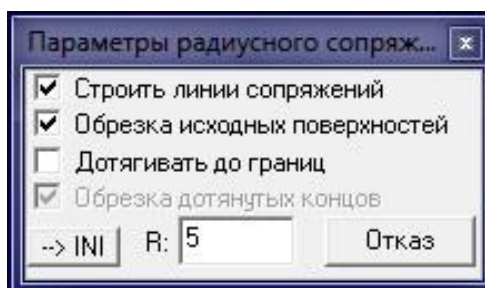 Параметры радиусного сопряж...
Строить линии сопряжений
Обрезка исходных поверхностей
Дотягивать до границ
Обрезка дотянутых концов
--> INI R: 5 Отказ